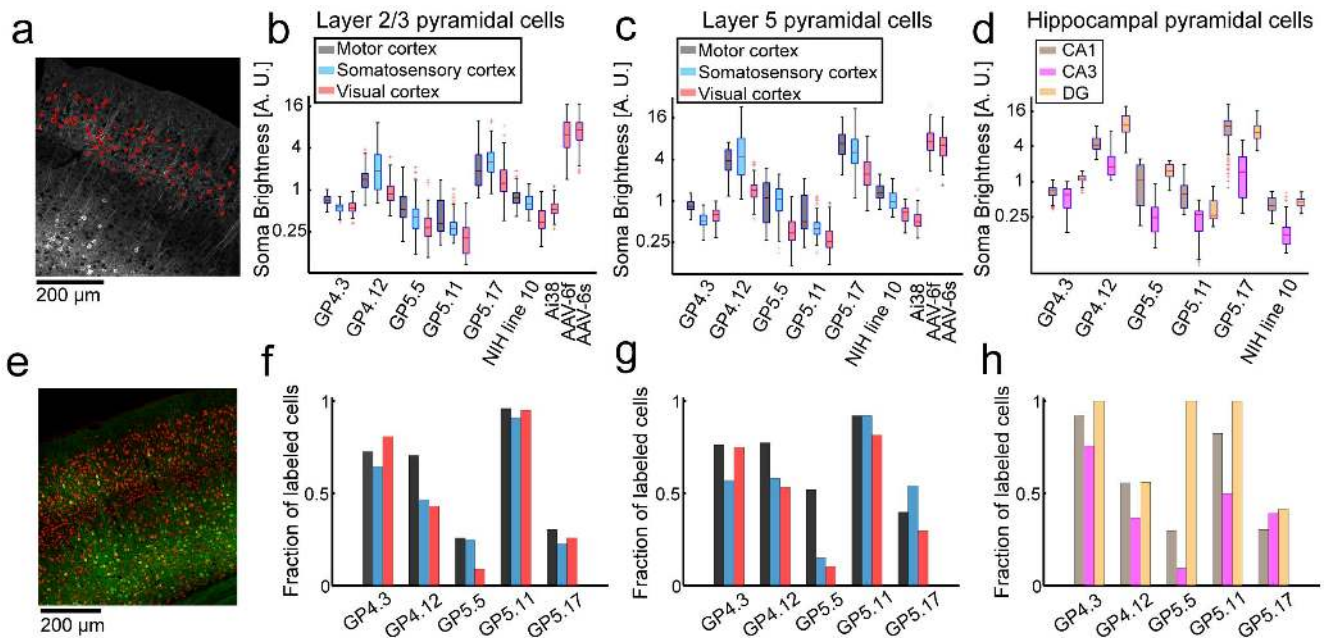 a
200 µm
b
Layer 2/3 pyramidal cells
Motor cortex
Somatosensory cortex
Visual cortex
Soma Brightness [A. U.]
16
4
1
0.25
GP4.3
GP4.12
GP5.5
GP5.11
GP5.17
NIH line 10
Ai38
AAV-6f
AAV-6s
c
Layer 5 pyramidal cells
Motor cortex
Somatosensory cortex
Visual cortex
Soma Brightness [A. U.]
16
4
1
0.25
GP4.3
GP4.12
GP5.5
GP5.11
GP5.17
NIH line 10
Ai38
AAV-6f
AAV-6s
d
Hippocampal pyramidal cells
CA1
CA3
DG
Soma Brightness [A. U.]
16
4
1
0.25
GP4.3
GP4.12
GP5.5
GP5.11
GP5.17
NIH line 10
e
200 µm
f
Fraction of labeled cells
1
0.5
0
GP4.3
GP4.12
GP5.5
GP5.11
GP5.17
g
Fraction of labeled cells
1
0.5
0
GP4.3
GP4.12
GP5.5
GP5.11
GP5.17
h
Fraction of labeled cells
1
0.5
0
GP4.3
GP4.12
GP5.5
GP5.11
GP5.17